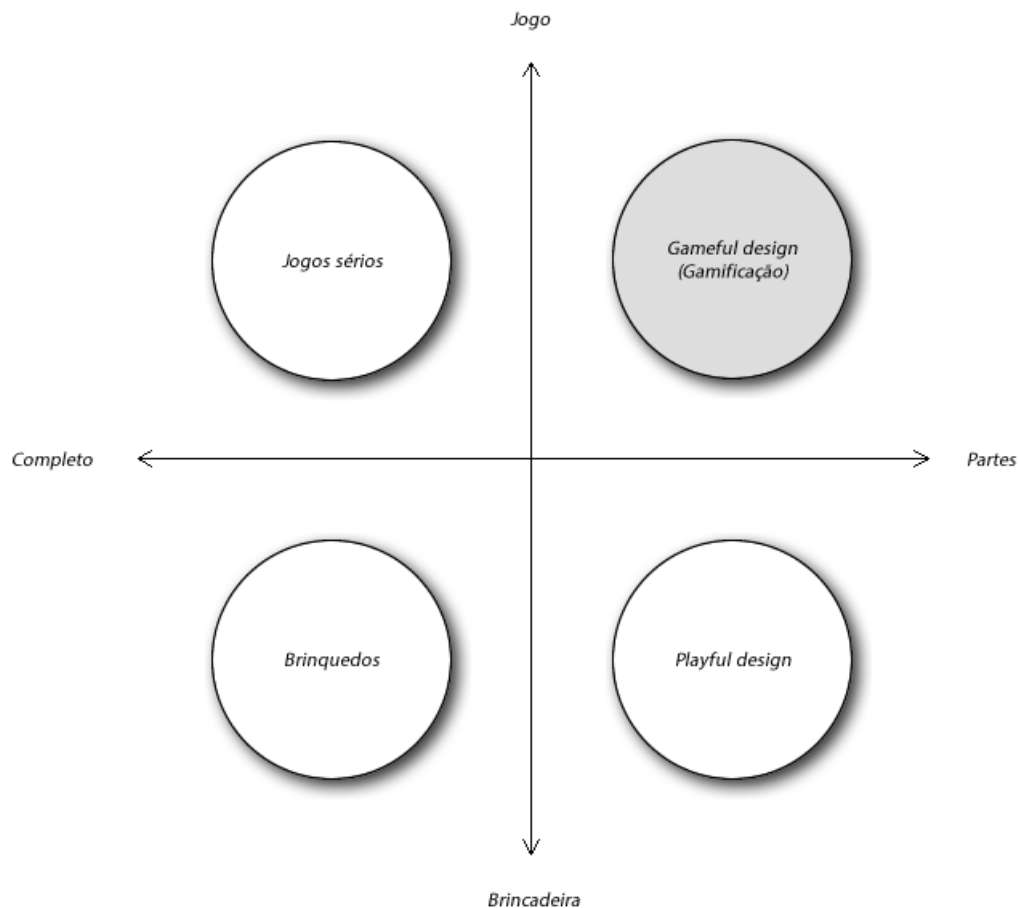 Jogo
Jogos sérios
Gameful design
(Gamificação)
Completo
Partes
Brinquedos
Playful design
Brincadeira